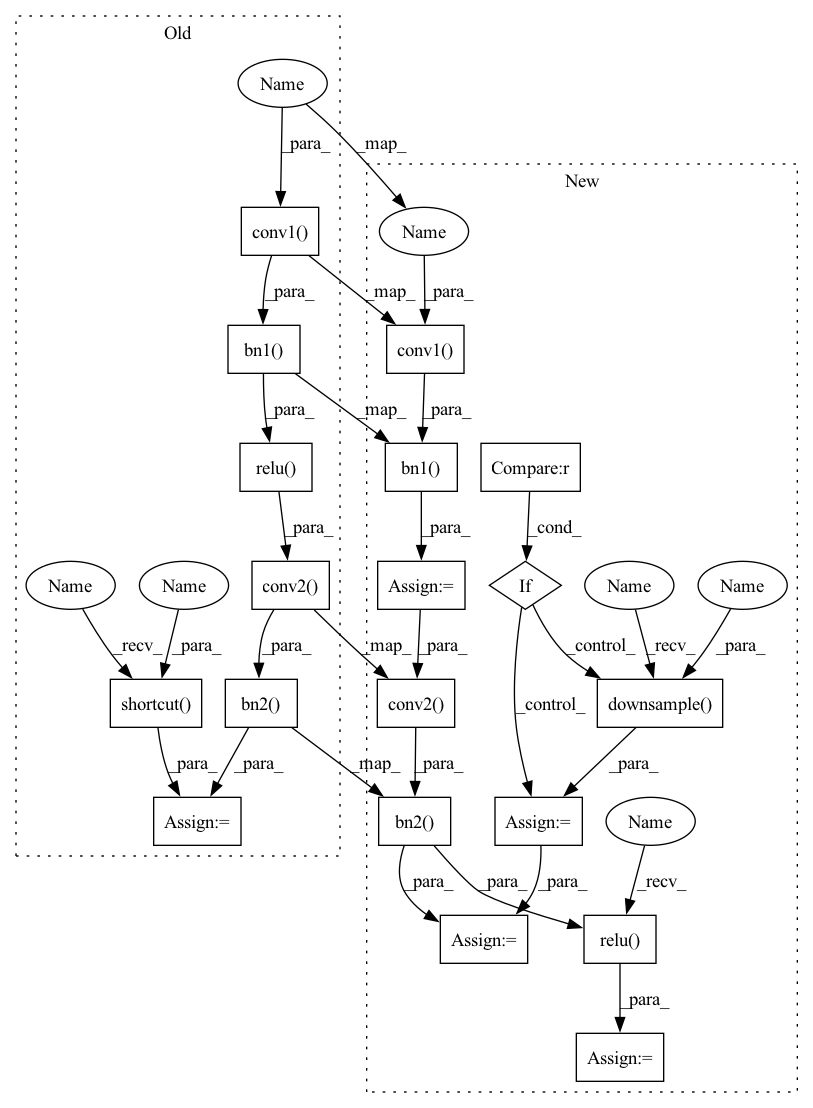 Old
Name
_para_
_map_
New
conv1()
Name
_para_
_map_
_para_
bn1()
conv1()
_para_
_map_
_para_
relu()
bn1()
Compare:r
_para_
_para_
_cond_
Name
Name
conv2()
Assign:=
If
Name
Name
_recv_
_para_
_para_
_map_
_para_
_control_
_recv_
_para_
_control_
shortcut()
bn2()
conv2()
downsample()
_para_
_para_
_map_
_para_
_para_
Assign:=
bn2()
Assign:=
Name
_para_
_para_
_para_
_recv_
Assign:=
relu()
_para_
Assign:=